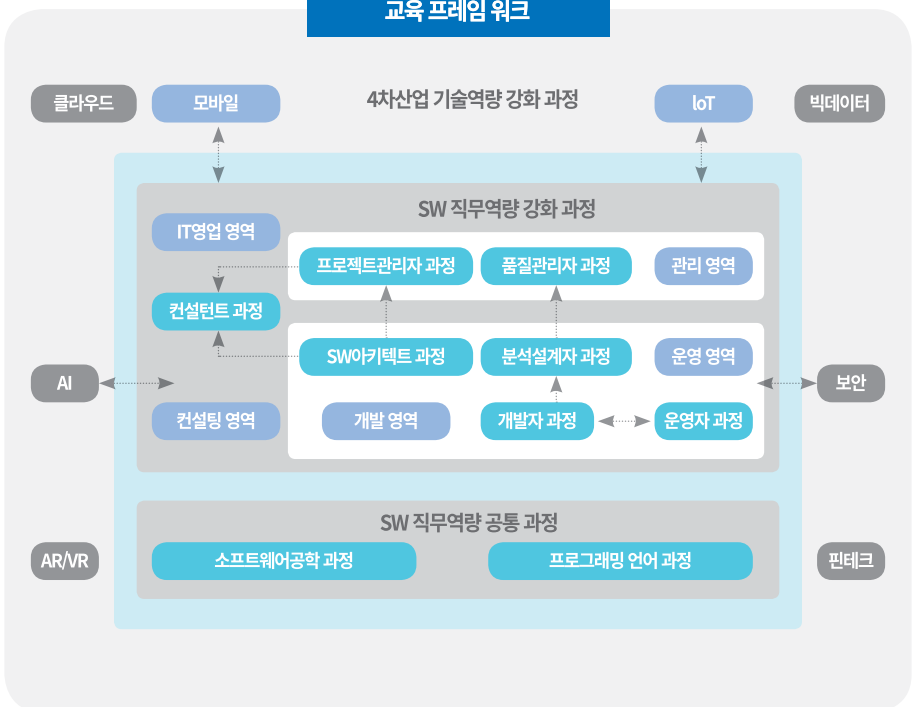 교육 프레임 워크
클라우드
모바일
4차산업 기술역량 강화 과정
loT
빅데이터
SW 직무역량 강화 과정
IT영업 영역
프로젝트관리자 과정
품질관리자 과정
관리 영역
컨설턴트 과정
SW아키텍트 과정
분석설계자 과정
운영 영역
AI
보안
컨설팅 영역
개발 영역
개발자 과정
운영자 과정
SW 직무역량 공통 과정
AR/VR
소프트웨어공학 과정
프로그래밍 언어 과정
핀테크